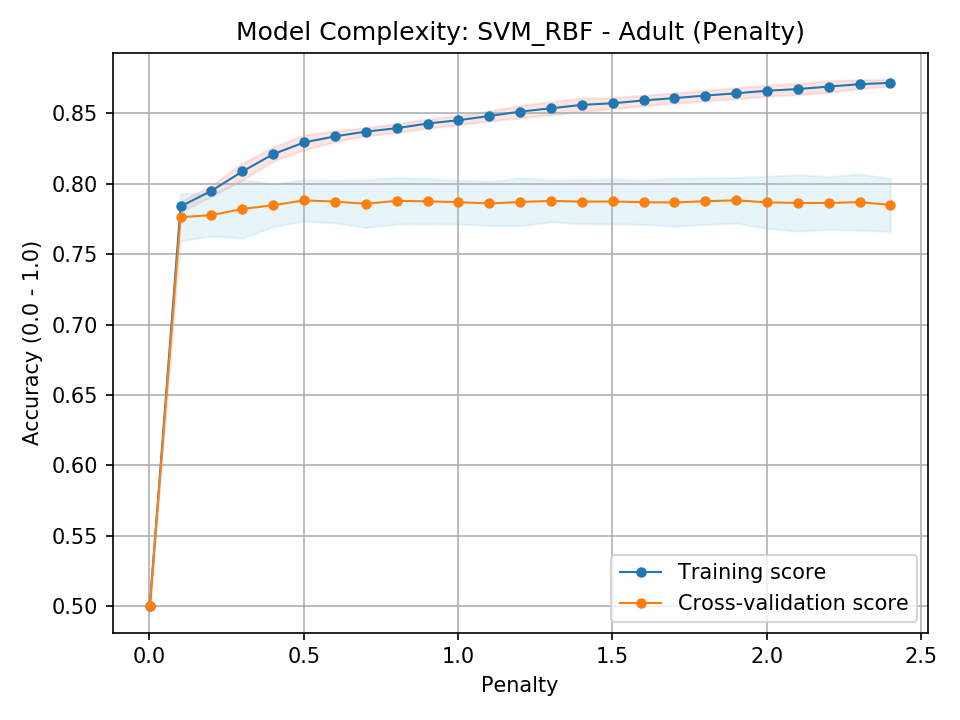 Model Complexity: SVM_RBF - Adult (Penalty)
Accuracy (0.0 - 1.0)
0.85
0.80
0.75
0.70
0.65
0.60
0.55
0.50
Training score
Cross-validation score
0.0 0.5 1.0 1.5 2.0 2.5
Penalty